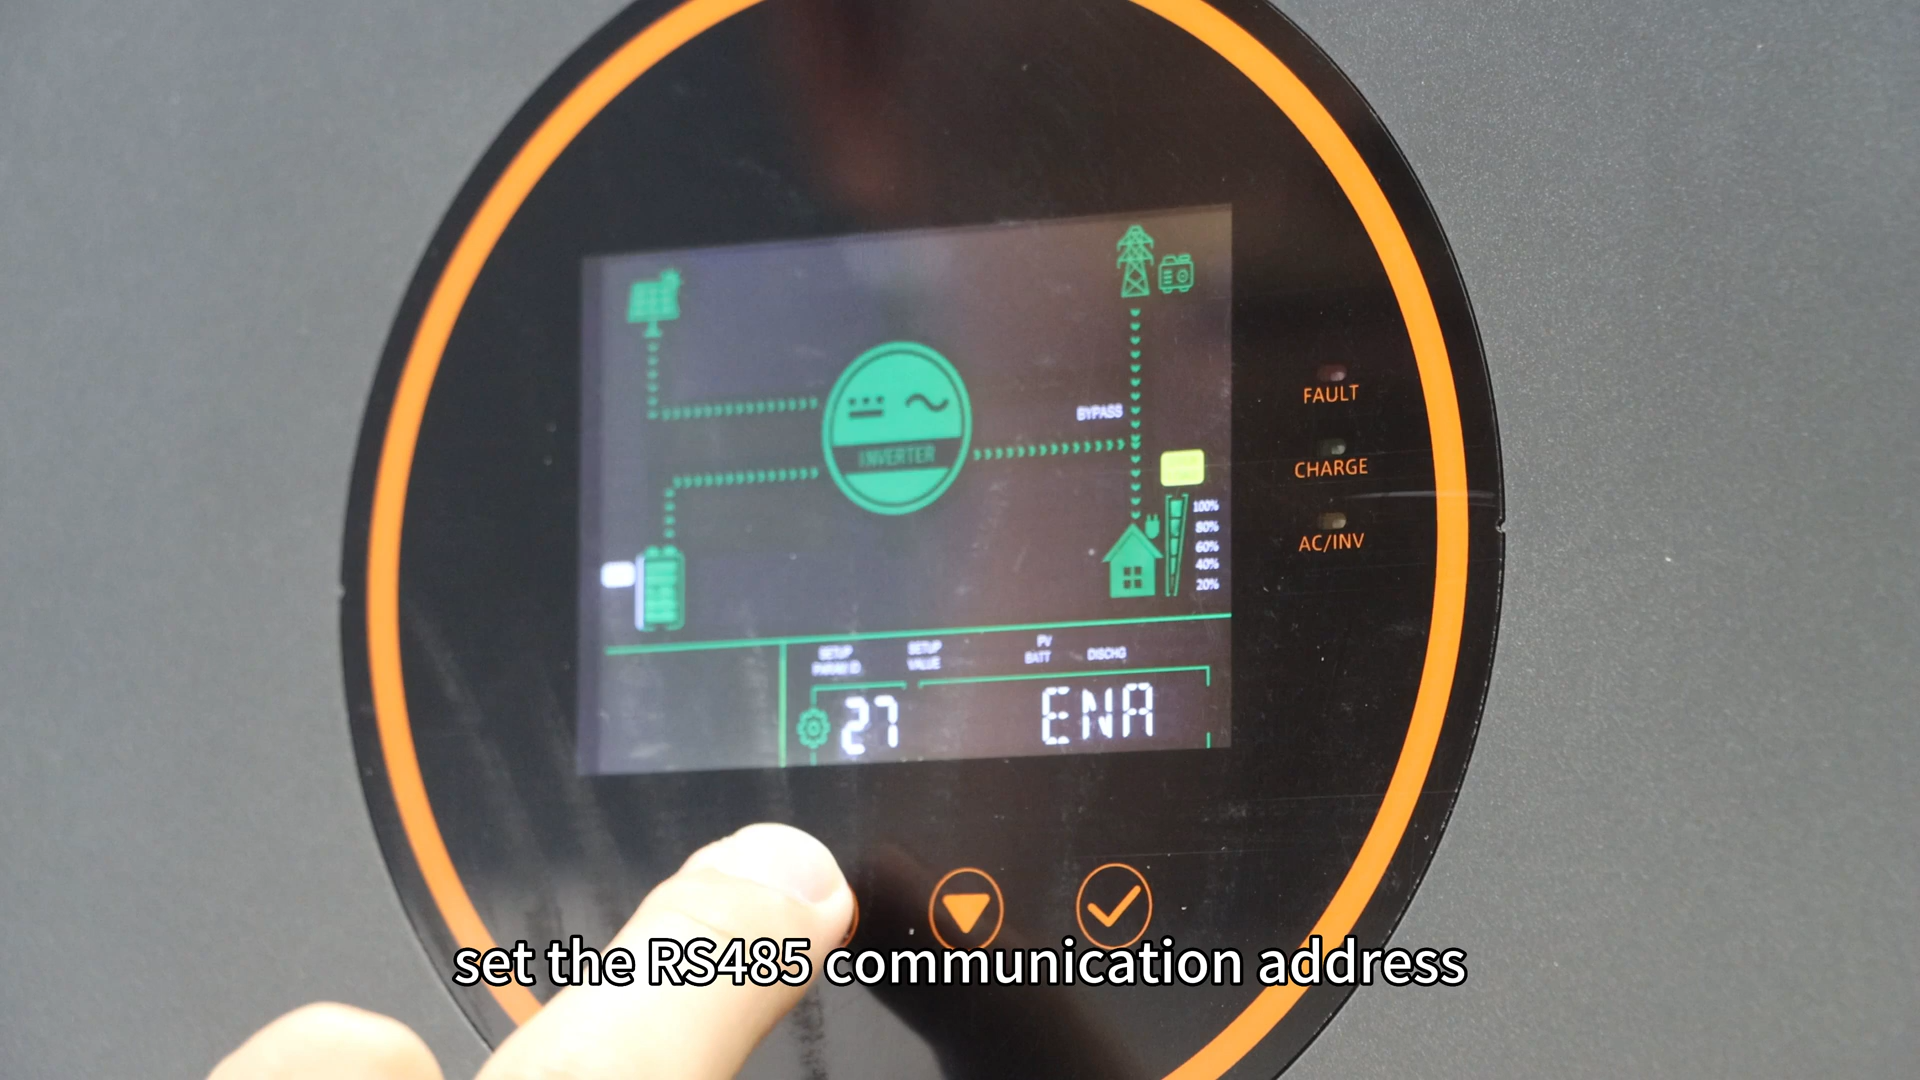 INVERTER
BYPASS
100%
80%
60%
40%
20%
FAULT
CHARGE
AC/INV
SETUP
PARAM ID
SETUP
VALUE
PV
BATT
DISCHG
27
ENA
set the RS485 communication address